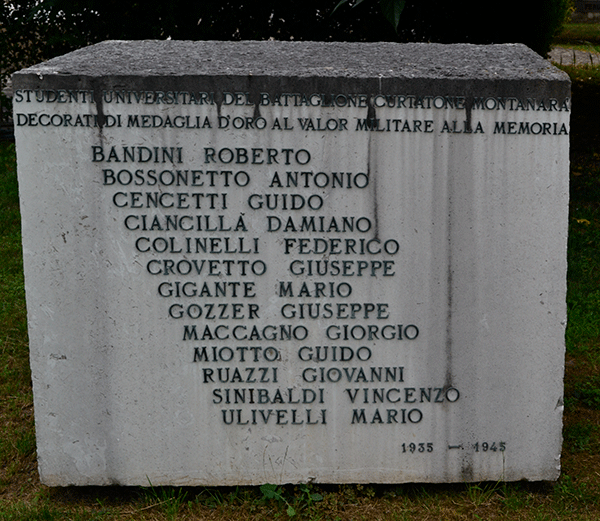 STUDENTI UNIVERSITARI DEL BATTAGLIONE CURTATONE MONTANARA
DECORATI DI MEDAGLIA D'ORO AL VALOR MILITARE ALLA MEMORIA
BANDINI ROBERTO
BOSSONETTO ANTONIO
CENCETTI GUIDO
CIANCILLÀ DAMIANO
COLINELLI FEDERICO
CROVETTO GIUSEPPE
GIGANTE MARIO
GOZZER GIUSEPPE
MACCAGNO GIORGIO
MIOTTO GUIDO
RUAZZI GIOVANNI
SINIBALDI VINCENZO
ULIVELLI MARIO
1935 — 1945